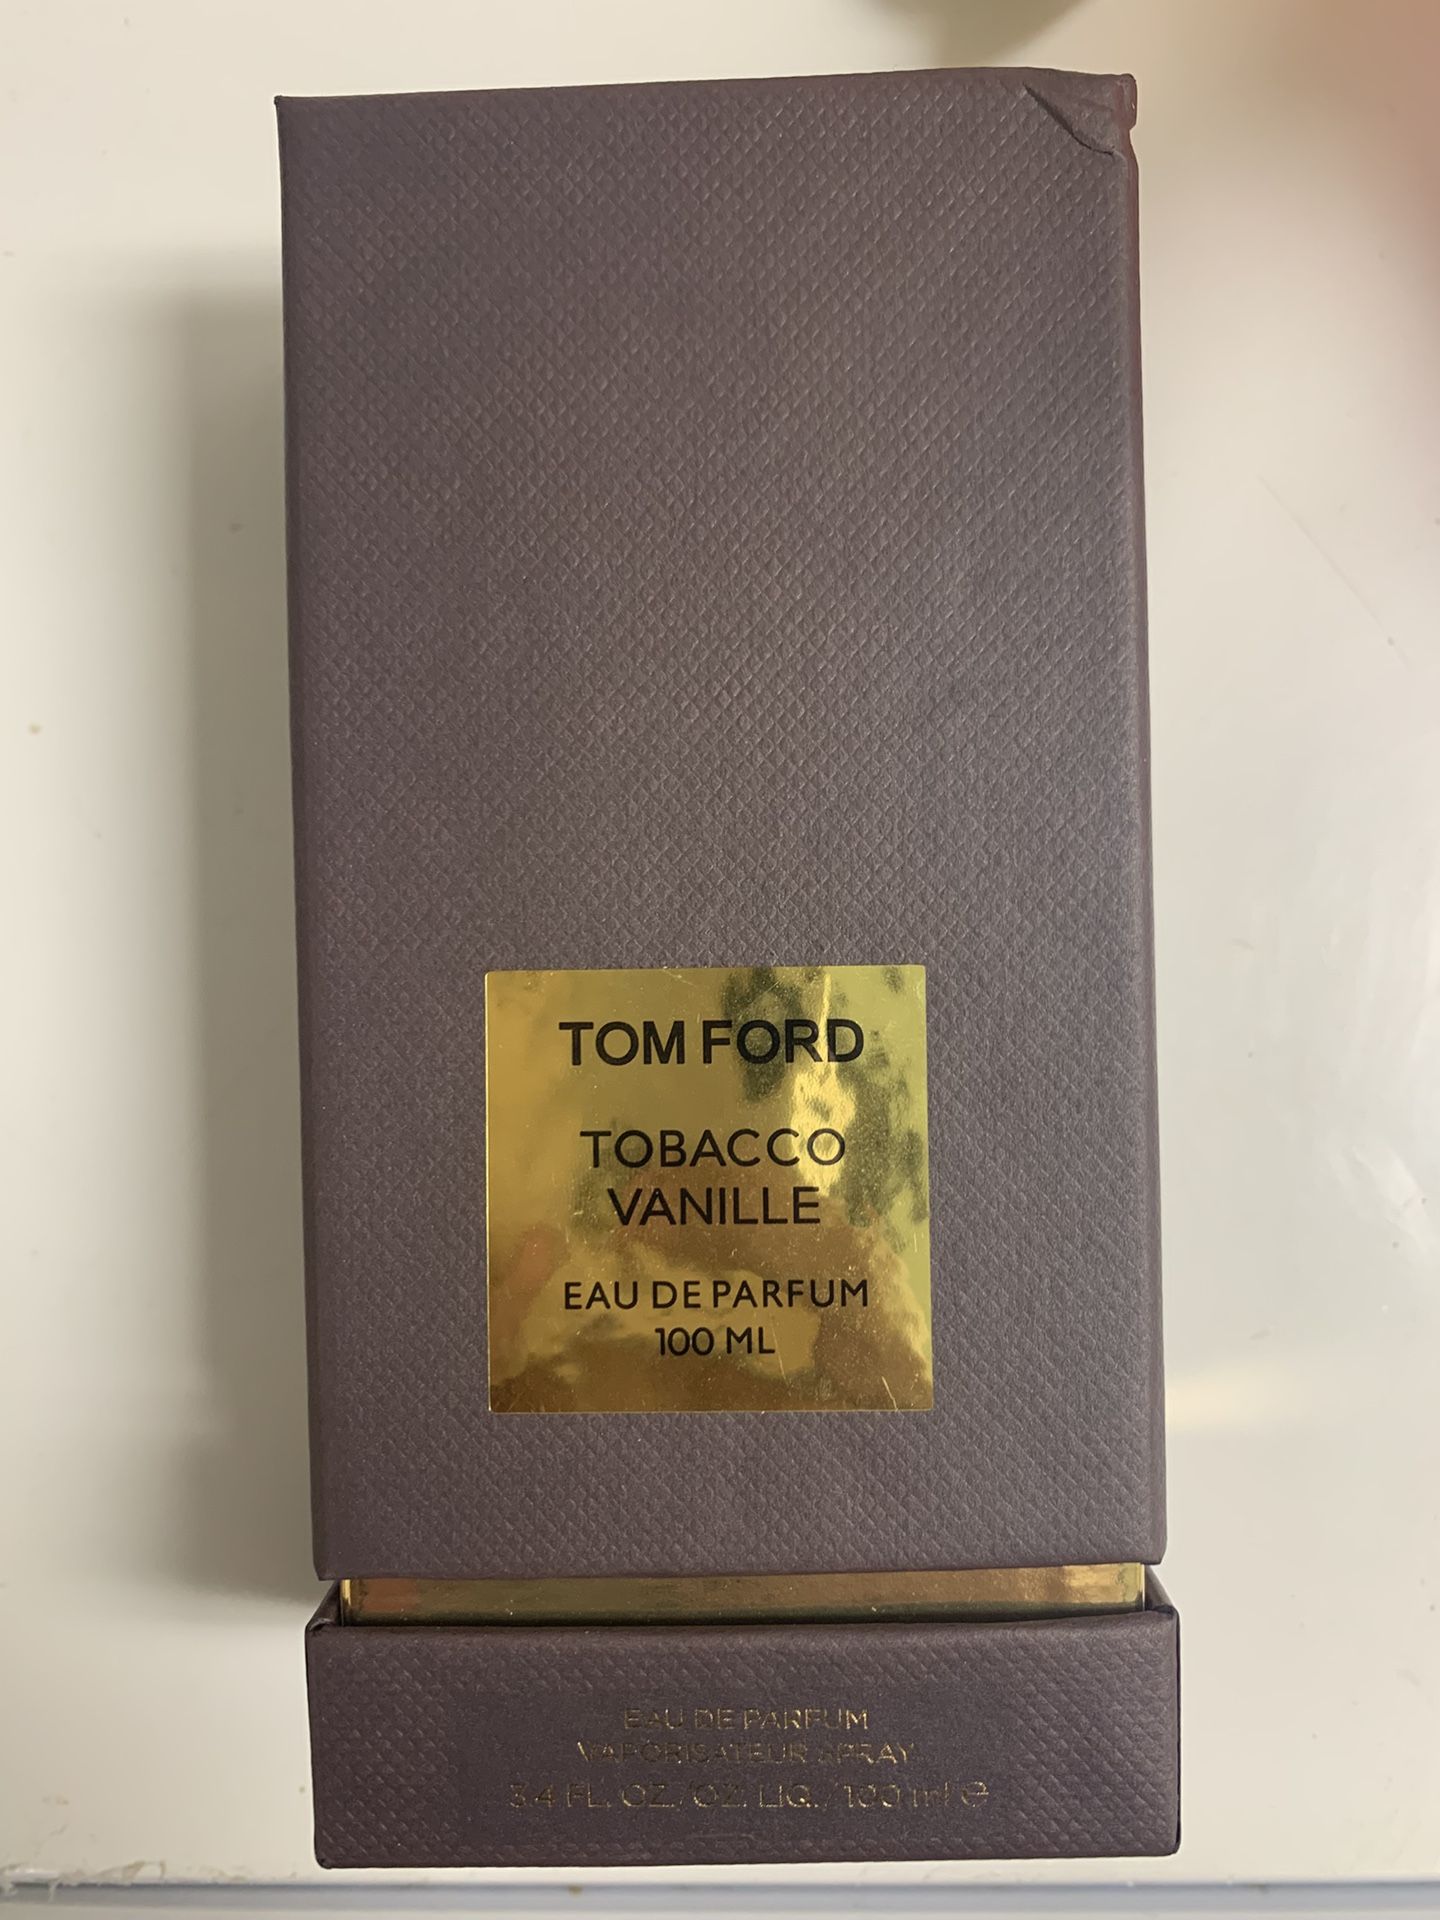 TOM FORD
TOBACCO
VANILLE
EAU DE PARFUM
100 ML
EAU DE PARFUM
VAPORISATEUR SPRAY
3.4 FL. OZ./OZ. LIQ./100 ml ℮